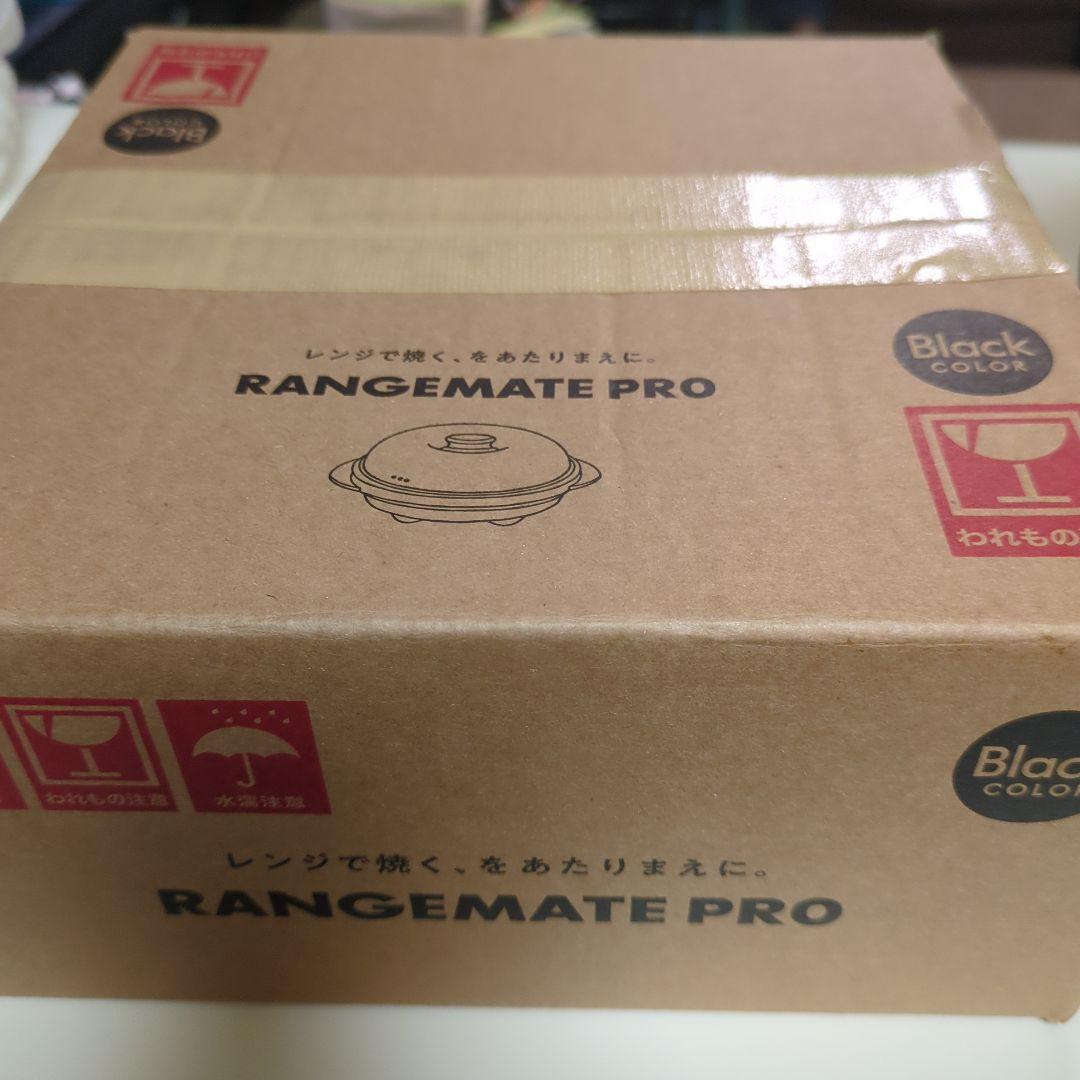 Black
COLOR
レンジで焼く、をあたりまえに。
RANGEMATE PRO
Black
COLOR
われもの
われもの注意
水濡注意
Blac
COLOR
レンジで焼く、をあたりまえに。
RANGEMATE PRO